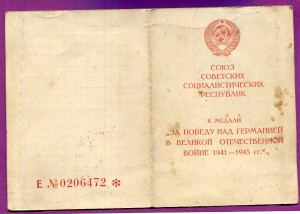 Е №0206472 ✻
СОЮЗ
СОВЕТСКИХ
СОЦИАЛИСТИЧЕСКИХ
РЕСПУБЛИК
К МЕДАЛИ
„ЗА ПОБЕДУ НАД ГЕРМАНИЕЙ
В ВЕЛИКОЙ ОТЕЧЕСТВЕННОЙ
ВОЙНЕ 1941—1945 гг.“